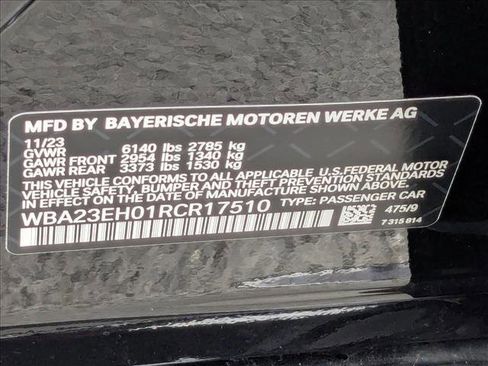 MFD BY BAYERISCHE MOTOREN WERKE AG
11/23
GVWR 6140 lbs 2785 kg
GAWR FRONT 2954 lbs 1340 kg
GAWR REAR 3373 lbs 1530 kg
THIS VEHICLE CONFORMS TO ALL APPLICABLE U.S.FEDERAL MOTOR
VEHICLE SAFETY, BUMPER, AND THEFT PREVENTION STANDARDS
IN EFFECT ON THE DATE OF MANUFACTURE SHOWN ABOVE.
WBA23EH01RCR17510 TYPE: PASSENGER CAR
475/9
7 315 814